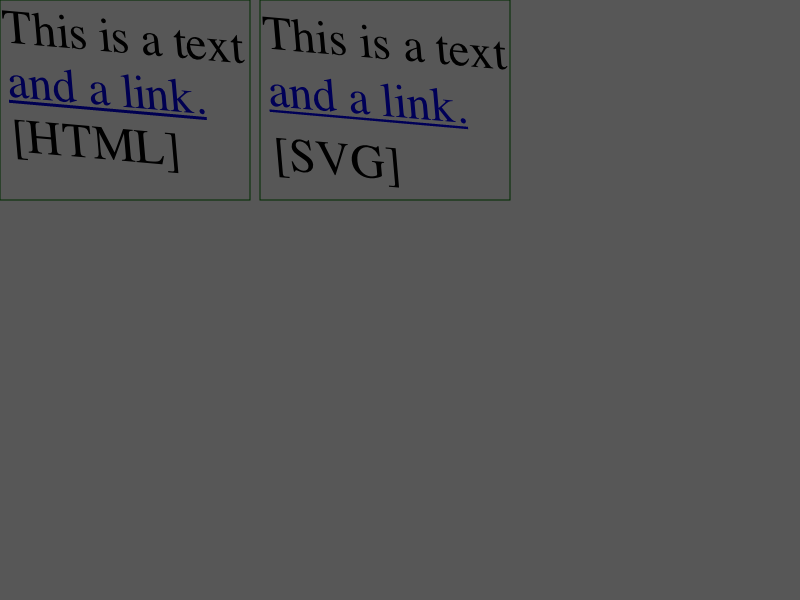 This is a text
and a link.
[HTML]
This is a text
and a link.
[SVG]